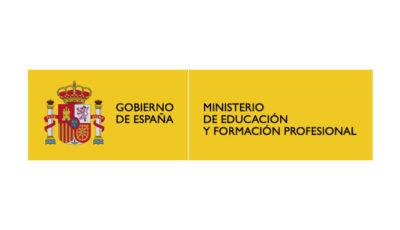 GOBIERNO
DE ESPAÑA
MINISTERIO
DE EDUCACIÓN
Y FORMACIÓN PROFESIONAL